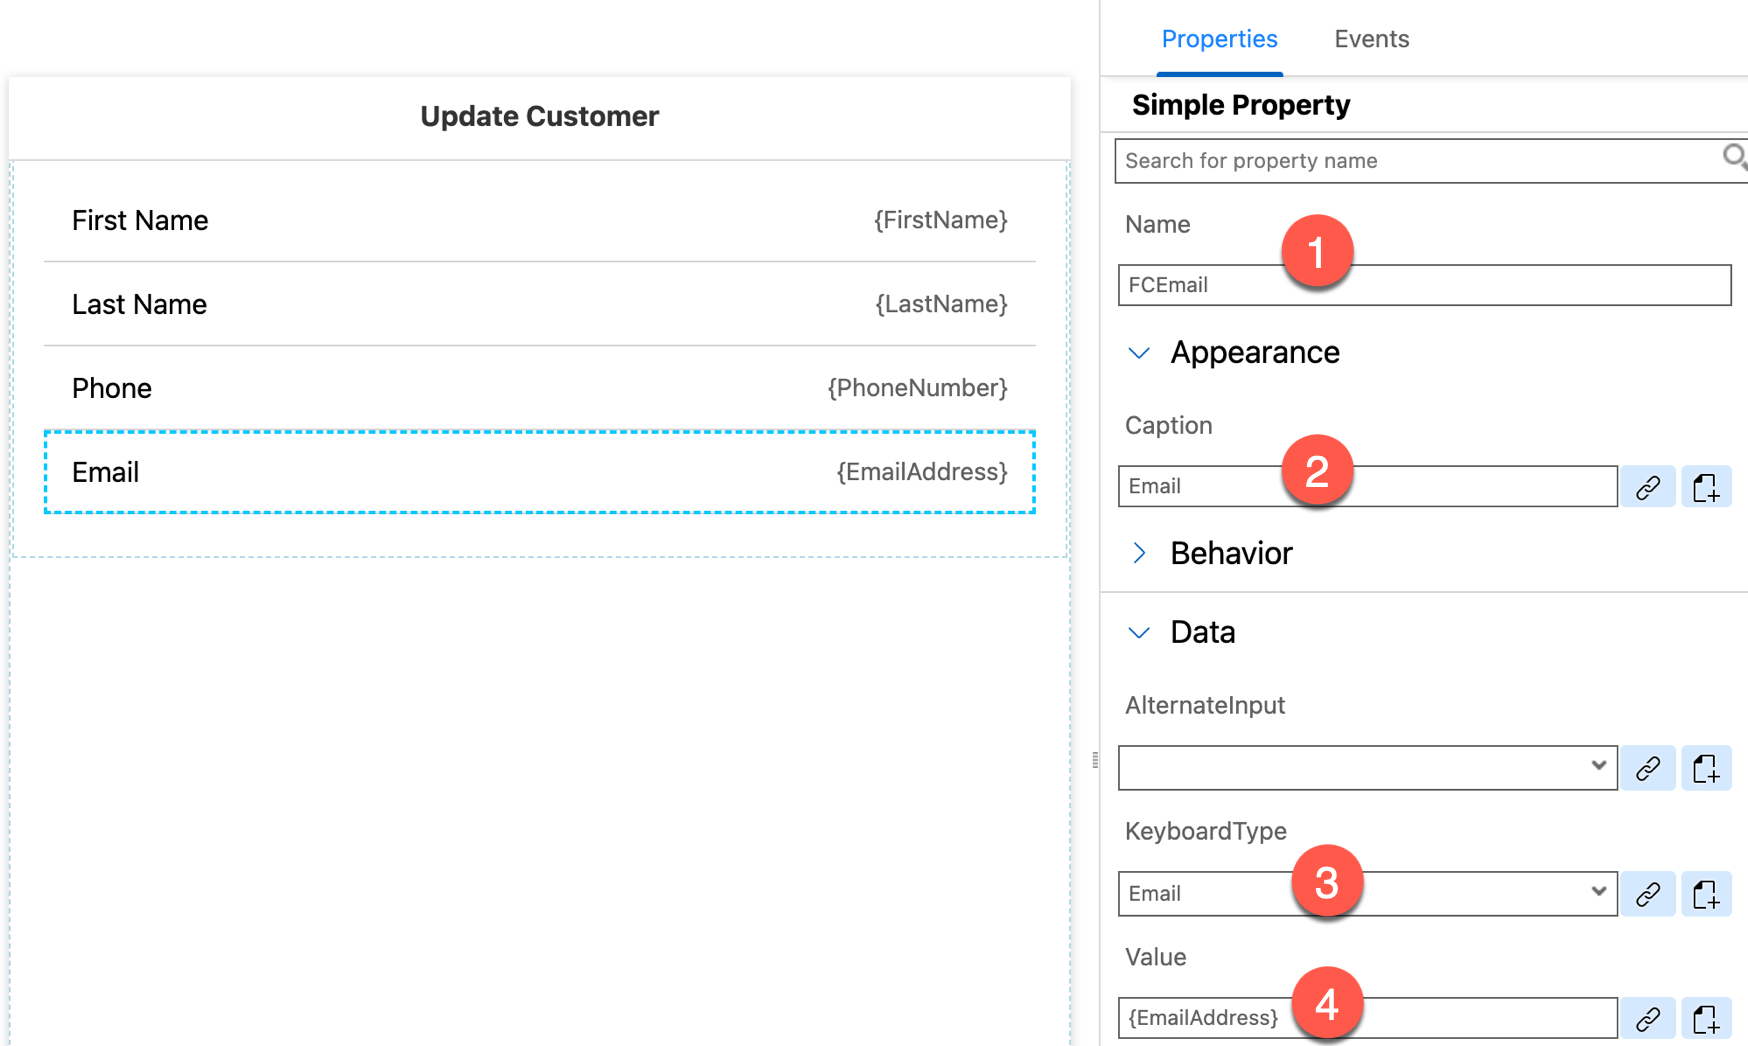 Update Customer
First Name {FirstName}
Last Name {LastName}
Phone {PhoneNumber}
Email {EmailAddress}
Properties Events
Simple Property
Search for property name
Name
1
FCEmail
Appearance
Caption
2
Email
Behavior
Data
AlternateInput
KeyboardType
3
Email
Value
4
{EmailAddress}